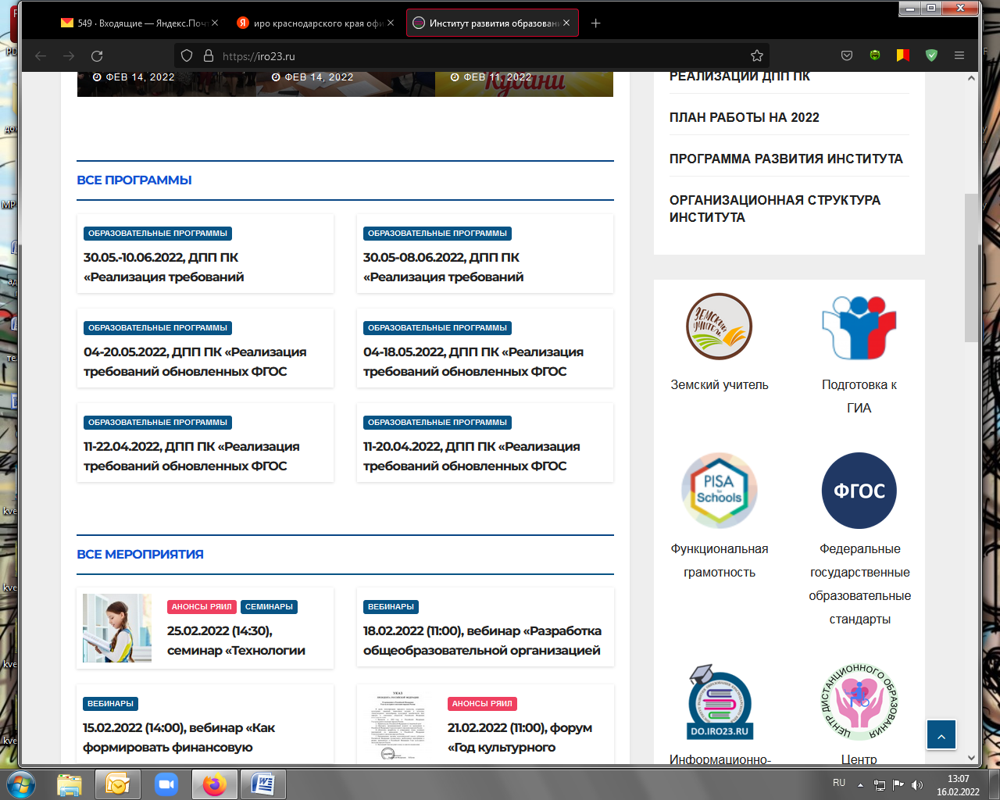 549 · Входящие — Яндекс.Почт
иро краснодарского края офи
Институт развития образовани
https://iro23.ru
ФЕВ 14, 2022
ФЕВ 14, 2022
ФЕВ 11, 2022
Кубани
РЕАЛИЗАЦИИ ДПП ПК
ПЛАН РАБОТЫ НА 2022
ПРОГРАММА РАЗВИТИЯ ИНСТИТУТА
ОРГАНИЗАЦИОННАЯ СТРУКТУРА
ИНСТИТУТА
ВСЕ ПРОГРАММЫ
ОБРАЗОВАТЕЛЬНЫЕ ПРОГРАММЫ
30.05.-10.06.2022, ДПП ПК
«Реализация требований
ОБРАЗОВАТЕЛЬНЫЕ ПРОГРАММЫ
30.05-08.06.2022, ДПП ПК
«Реализация требований
ОБРАЗОВАТЕЛЬНЫЕ ПРОГРАММЫ
04-20.05.2022, ДПП ПК «Реализация
требований обновленных ФГОС
ОБРАЗОВАТЕЛЬНЫЕ ПРОГРАММЫ
04-18.05.2022, ДПП ПК «Реализация
требований обновленных ФГОС
ОБРАЗОВАТЕЛЬНЫЕ ПРОГРАММЫ
11-22.04.2022, ДПП ПК «Реализация
требований обновленных ФГОС
ОБРАЗОВАТЕЛЬНЫЕ ПРОГРАММЫ
11-20.04.2022, ДПП ПК «Реализация
требований обновленных ФГОС
ВСЕ МЕРОПРИЯТИЯ
АНОНСЫ РЯИЛ СЕМИНАРЫ
25.02.2022 (14:30),
семинар «Технологии
ВЕБИНАРЫ
18.02.2022 (11:00), вебинар «Разработка
общеобразовательной организацией
ВЕБИНАРЫ
15.02.2022 (14:00), вебинар «Как
формировать финансовую
УКАЗ
АНОНСЫ РЯИЛ
21.02.2022 (11:00), форум
«Год культурного
ЗЕМСКИЙ
УЧИТЕЛЬ
Земский учитель
Подготовка к
ГИА
PISA
for
Schools
Функциональная
грамотность
ФГОС
Федеральные
государственные
образовательные
стандарты
DO.IRO23.RU
Информационно-
ЦЕНТР ДИСТАНЦИОННОГО ОБРАЗОВАНИЯ
Центр
RU
13:07
16.02.2022